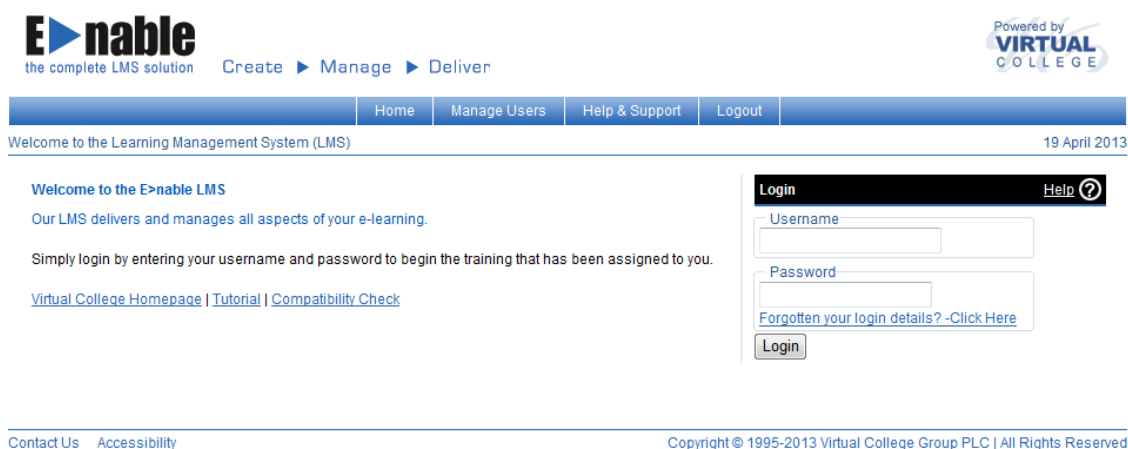 E nable
the complete LMS solution
Create ▶ Manage ▶ Deliver
Powered by
VIRTUAL
COLLEGE
Home Manage Users Help & Support Logout
Welcome to the Learning Management System (LMS) 19 April 2013
Welcome to the E>nable LMS
Our LMS delivers and manages all aspects of your e-learning.
Simply login by entering your username and password to begin the training that has been assigned to you.
Virtual College Homepage | Tutorial | Compatibility Check
Login Help ?
Username
Password
Forgotten your login details? -Click Here
Login
Contact Us Accessibility Copyright © 1995-2013 Virtual College Group PLC | All Rights Reserved